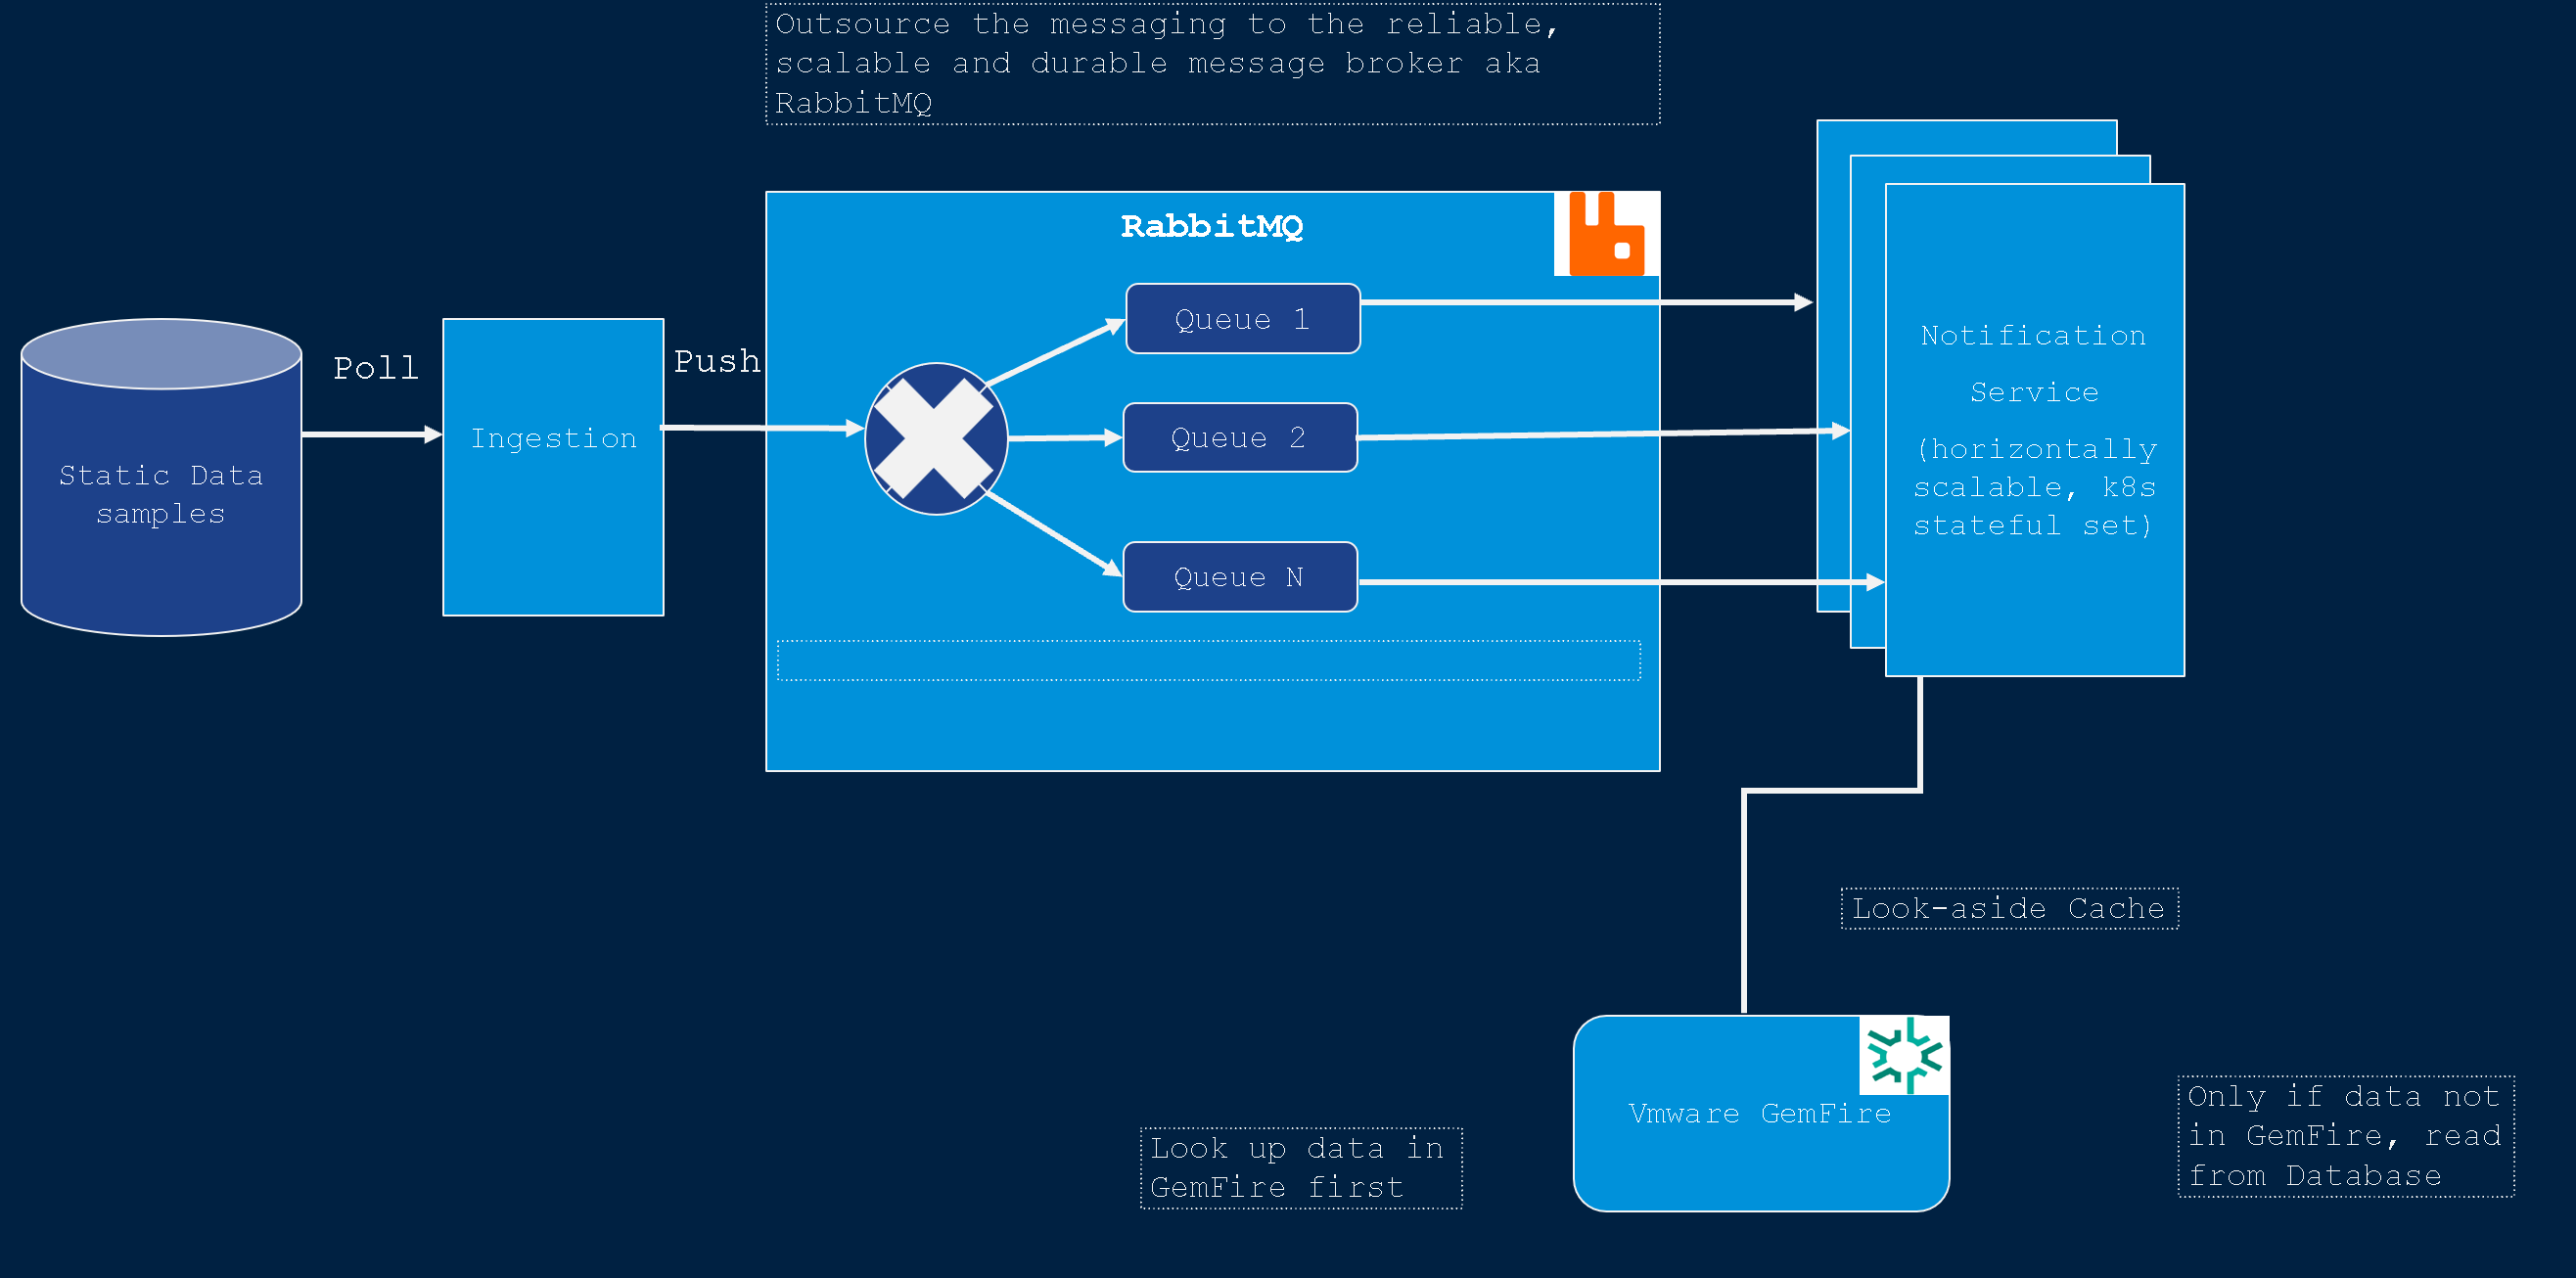 Outsource the messaging to the reliable,
scalable and durable message broker aka
RabbitMQ
RabbitMQ
Poll
Push
Static Data
samples
Ingestion
Queue 1
Queue 2
Queue N
Notification
Service
(horizontally
scalable, k8s
stateful set)
Look-aside Cache
Vmware GemFire
Look up data in
GemFire first
Only if data not
in GemFire, read
from Database